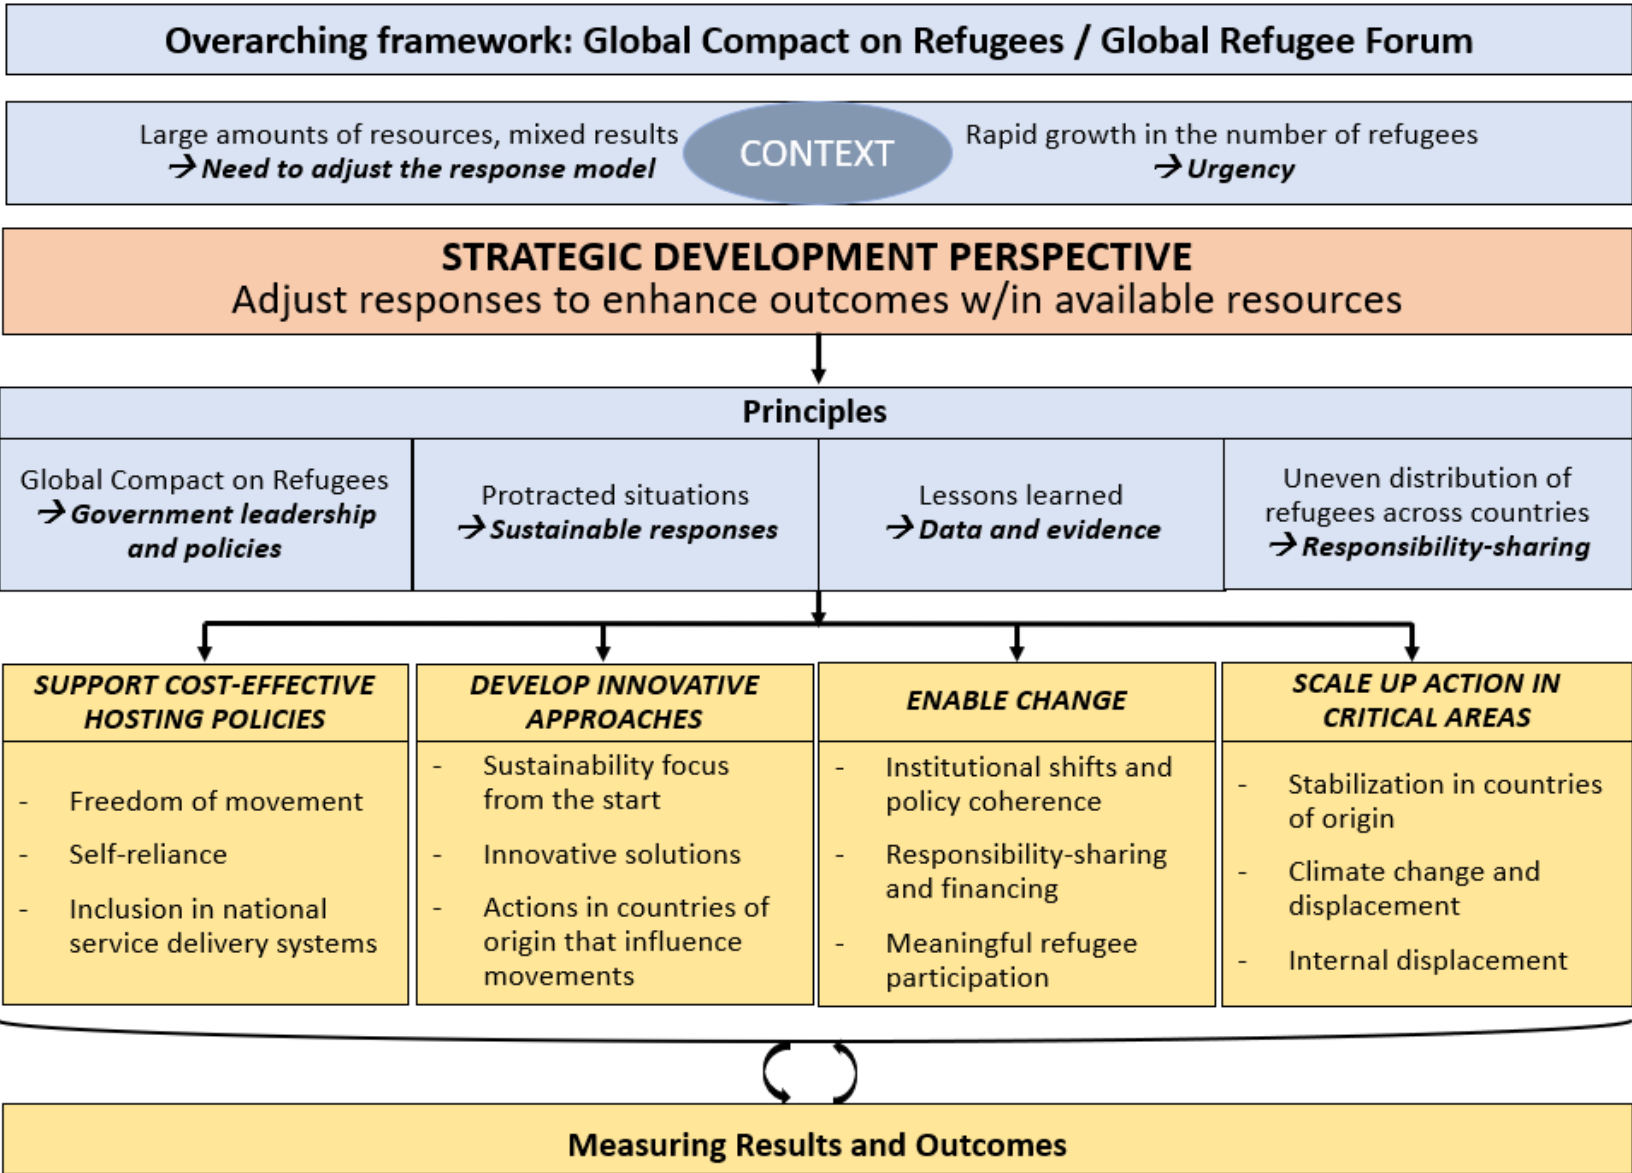 Overarching framework: Global Compact on Refugees / Global Refugee Forum
Large amounts of resources, mixed results
→ Need to adjust the response model
CONTEXT
Rapid growth in the number of refugees
→ Urgency
STRATEGIC DEVELOPMENT PERSPECTIVE
Adjust responses to enhance outcomes w/in available resources
Principles
Global Compact on Refugees
→ Government leadership
and policies
Protracted situations
→ Sustainable responses
Lessons learned
→ Data and evidence
Uneven distribution of
refugees across countries
→ Responsibility-sharing
SUPPORT COST-EFFECTIVE
HOSTING POLICIES
- Freedom of movement
- Self-reliance
- Inclusion in national
service delivery systems
DEVELOP INNOVATIVE
APPROACHES
- Sustainability focus
from the start
- Innovative solutions
- Actions in countries of
origin that influence
movements
ENABLE CHANGE
- Institutional shifts and
policy coherence
- Responsibility-sharing
and financing
- Meaningful refugee
participation
SCALE UP ACTION IN
CRITICAL AREAS
- Stabilization in countries
of origin
- Climate change and
displacement
- Internal displacement
Measuring Results and Outcomes